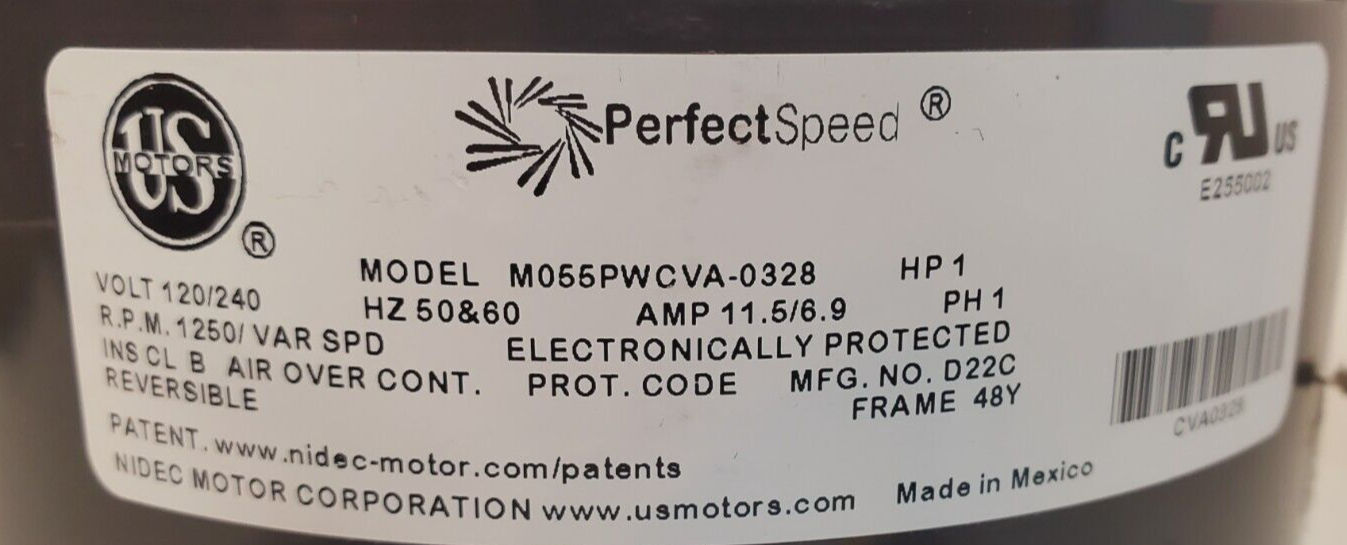 US
MOTORS
®
PerfectSpeed ®
C RU US
E255002
MODEL M055PWCVA-0328 HP 1
VOLT 120/240 HZ 50&60 AMP 11.5/6.9 PH 1
R.P.M. 1250/ VAR SPD ELECTRONICALLY PROTECTED
INS CL B AIR OVER CONT. PROT. CODE MFG. NO. D22C
REVERSIBLE FRAME 48Y
CVA0328
PATENT. www.nidec-motor.com/patents
NIDEC MOTOR CORPORATION www.usmotors.com Made in Mexico